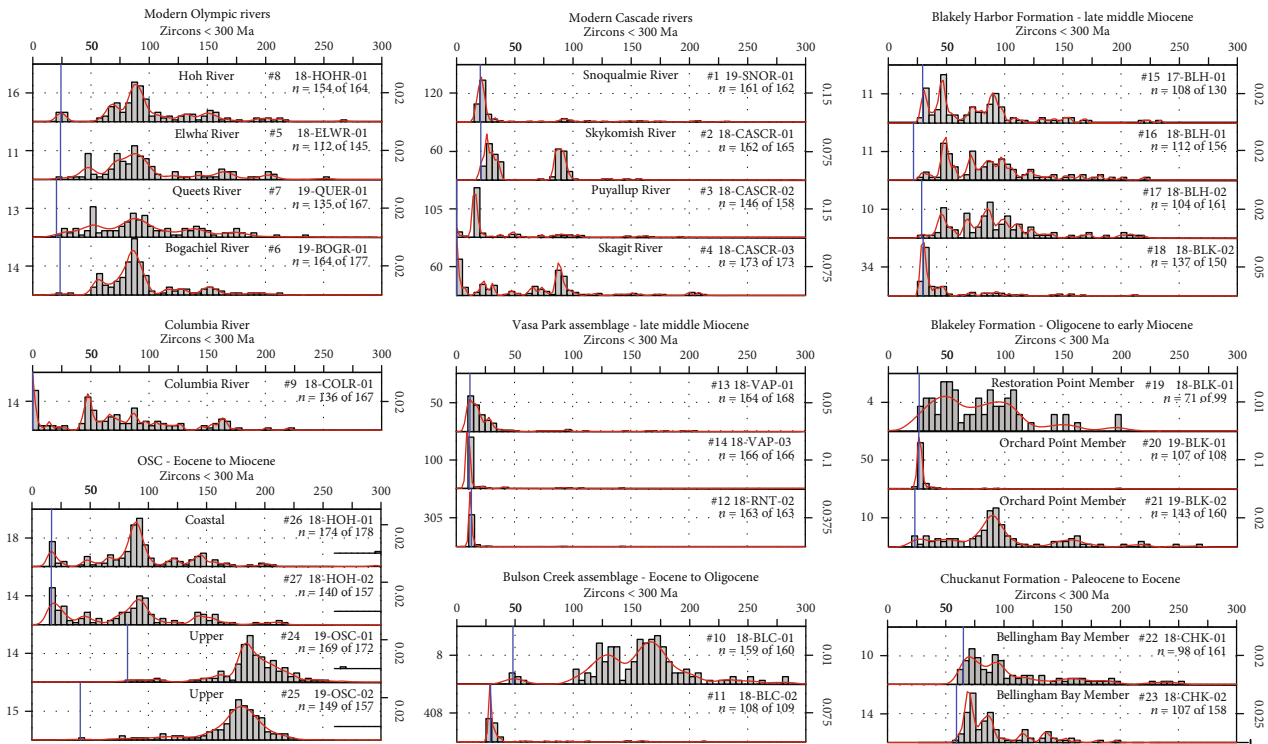 Modern Olympic rivers
Zircons < 300 Ma
0 50 100 150 200 250 300
Hoh River #8 18-HOHR-01
n = 154 of 164
16
0.02
Elwha River #5 18-ELWR-01
n = 112 of 145
11
0.02
Queets River #7 19-QUER-01
n = 135 of 167
13
0.02
Bogachiel River #6 19-BOGR-01
n = 164 of 177
14
0.02
Columbia River
Zircons < 300 Ma
0 50 100 150 200 250 300
Columbia River #9 18-COLR-01
n = 136 of 167
14
0.02
OSC - Eocene to Miocene
Zircons < 300 Ma
0 50 100 150 200 250 300
Coastal #26 18-HOH-01
n = 174 of 178
18
0.02
Coastal #27 18-HOH-02
n = 140 of 157
14
0.02
Upper #24 19-OSC-01
n = 169 of 172
14
0.02
Upper #25 19-OSC-02
n = 149 of 157
15
0.02
Modern Cascade rivers
Zircons < 300 Ma
0 50 100 150 200 250 300
Snoqualmie River #1 19-SNOR-01
n = 161 of 162
120
0.15
Skykomish River #2 18-CASCR-01
n = 162 of 165
60
0.075
Puyallup River #3 18-CASCR-02
n = 146 of 158
105
0.15
Skagit River #4 18-CASCR-03
n = 173 of 173
60
0.075
Vasa Park assemblage - late middle Miocene
Zircons < 300 Ma
0 50 100 150 200 250 300
#13 18-VAP-01
n = 164 of 168
50
0.05
#14 18-VAP-03
n = 166 of 166
100
0.1
#12 18-RNT-02
n = 163 of 163
305
0.0375
Bulson Creek assemblage - Eocene to Oligocene
Zircons < 300 Ma
0 50 100 150 200 250 300
#10 18-BLC-01
n = 159 of 160
8
0.01
#11 18-BLC-02
n = 108 of 109
408
0.075
Blakely Harbor Formation - late middle Miocene
Zircons < 300 Ma
0 50 100 150 200 250 300
#15 17-BLH-01
n = 108 of 130
11
0.02
#16 18-BLH-01
n = 112 of 156
11
0.02
#17 18-BLH-02
n = 104 of 161
10
0.02
#18 18-BLK-02
n = 137 of 150
34
0.05
Blakeley Formation - Oligocene to early Miocene
Zircons < 300 Ma
0 50 100 150 200 250 300
Restoration Point Member #19 18-BLK-01
n = 71 of 99
4
0.01
Orchard Point Member #20 19-BLK-01
n = 107 of 108
50
0.1
Orchard Point Member #21 19-BLK-02
n = 143 of 160
10
0.02
Chuckanut Formation - Paleocene to Eocene
Zircons < 300 Ma
0 50 100 150 200 250 300
Bellingham Bay Member #22 18-CHK-01
n = 98 of 161
10
0.02
Bellingham Bay Member #23 18-CHK-02
n = 107 of 158
14
0.025